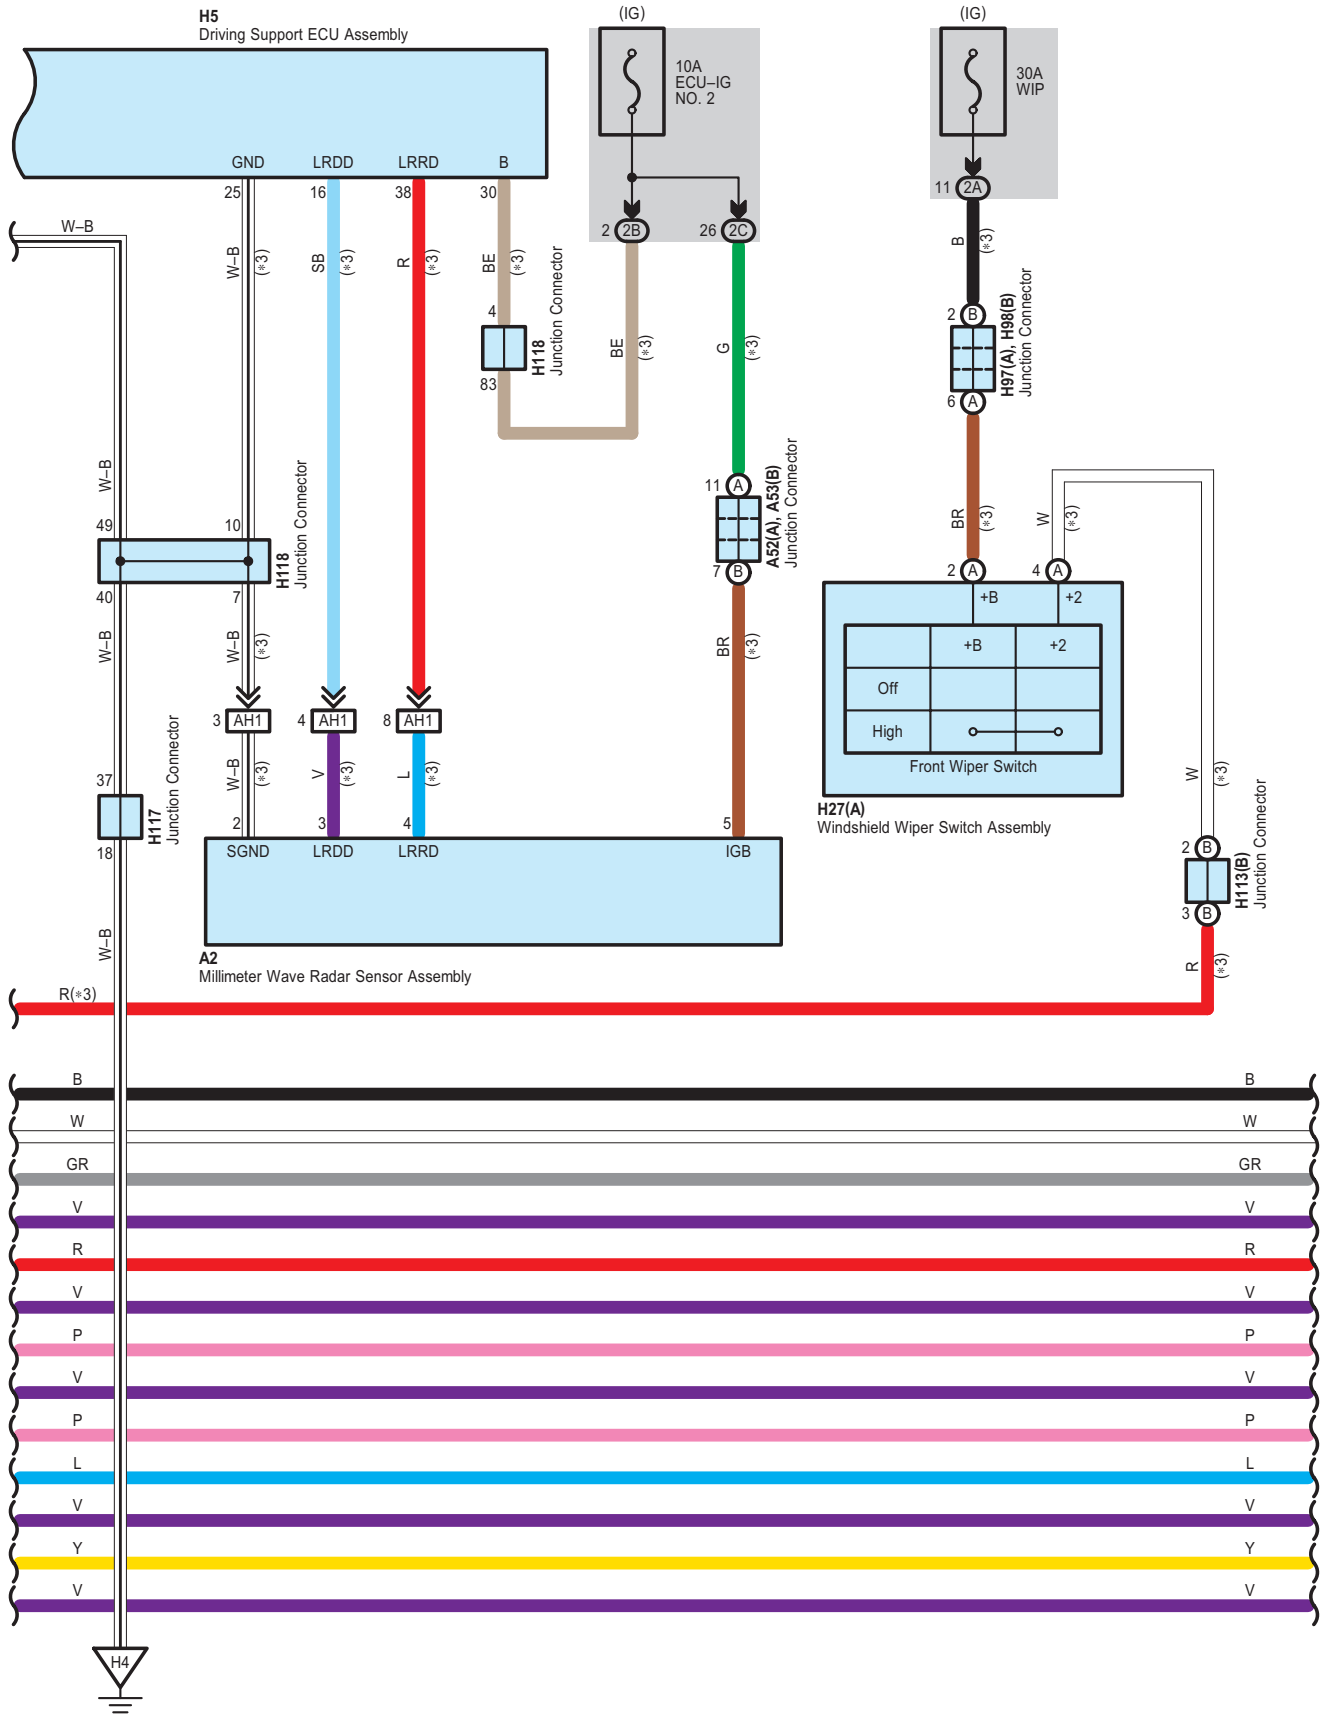 H5
Driving Support ECU Assembly
(IG)
(IG)
10A
ECU–IG
NO. 2
30A
WIP
GND
LRDD
LRRD
B
25
16
38
30
2
2B
26
2C
11
2A
W–B
W–B
(*3)
SB
(*3)
R
(*3)
BE
(*3)
B
(*3)
4
83
H118
Junction Connector
BE
(*3)
G
(*3)
2
B
6
A
H97(A), H98(B)
Junction Connector
W–B
49
10
40
7
H118
Junction Connector
11
A
7
B
A52(A), A53(B)
Junction Connector
BR
(*3)
W
(*3)
2
A
4
A
+B
+2
+B
+2
Off
High
Front Wiper Switch
H27(A)
Windshield Wiper Switch Assembly
W–B
W–B
(*3)
BR
(*3)
3
AH1
4
AH1
8
AH1
W–B
(*3)
V
(*3)
L
(*3)
37
18
H117
Junction Connector
2
3
4
5
SGND
LRDD
LRRD
IGB
A2
Millimeter Wave Radar Sensor Assembly
W
(*3)
2
B
3
B
H113(B)
Junction Connector
R
(*3)
W–B
R(*3)
B
B
W
W
GR
GR
V
V
R
R
V
V
P
P
V
V
P
P
L
L
V
V
Y
Y
V
V
H4